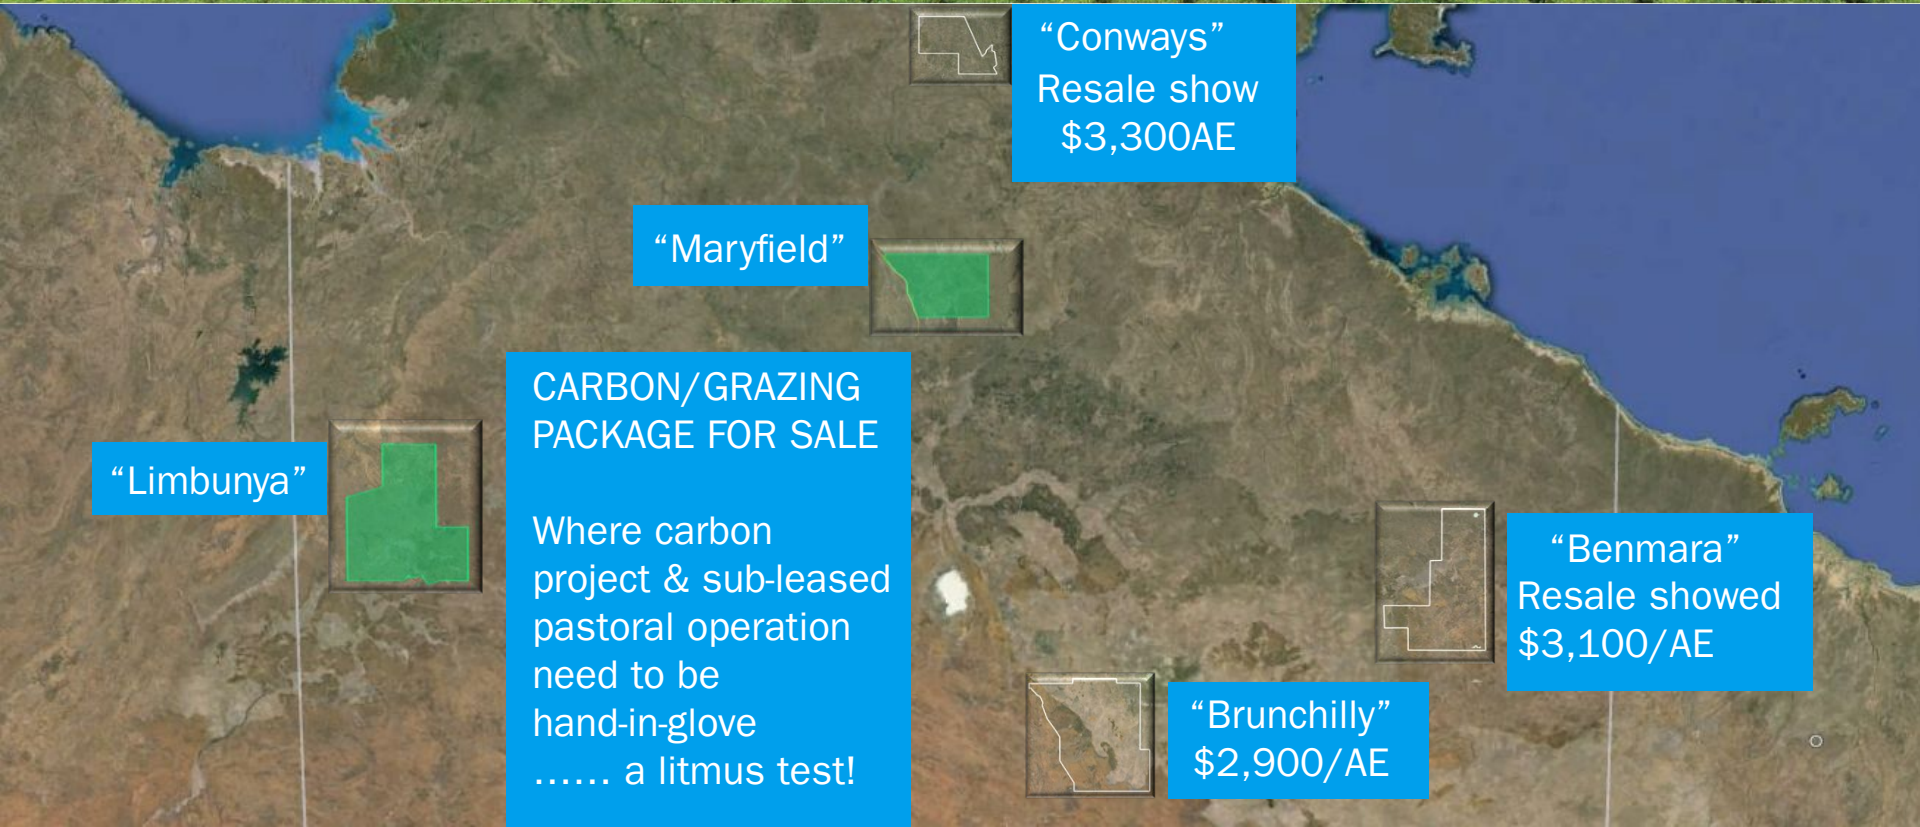 “Conways”
Resale show
$3,300AE
“Maryfield”
CARBON/GRAZING
PACKAGE FOR SALE
Where carbon
project & sub-leased
pastoral operation
need to be
hand-in-glove
...... a litmus test!
“Limbunya”
“Benmara”
Resale showed
$3,100/AE
“Brunchilly”
$2,900/AE